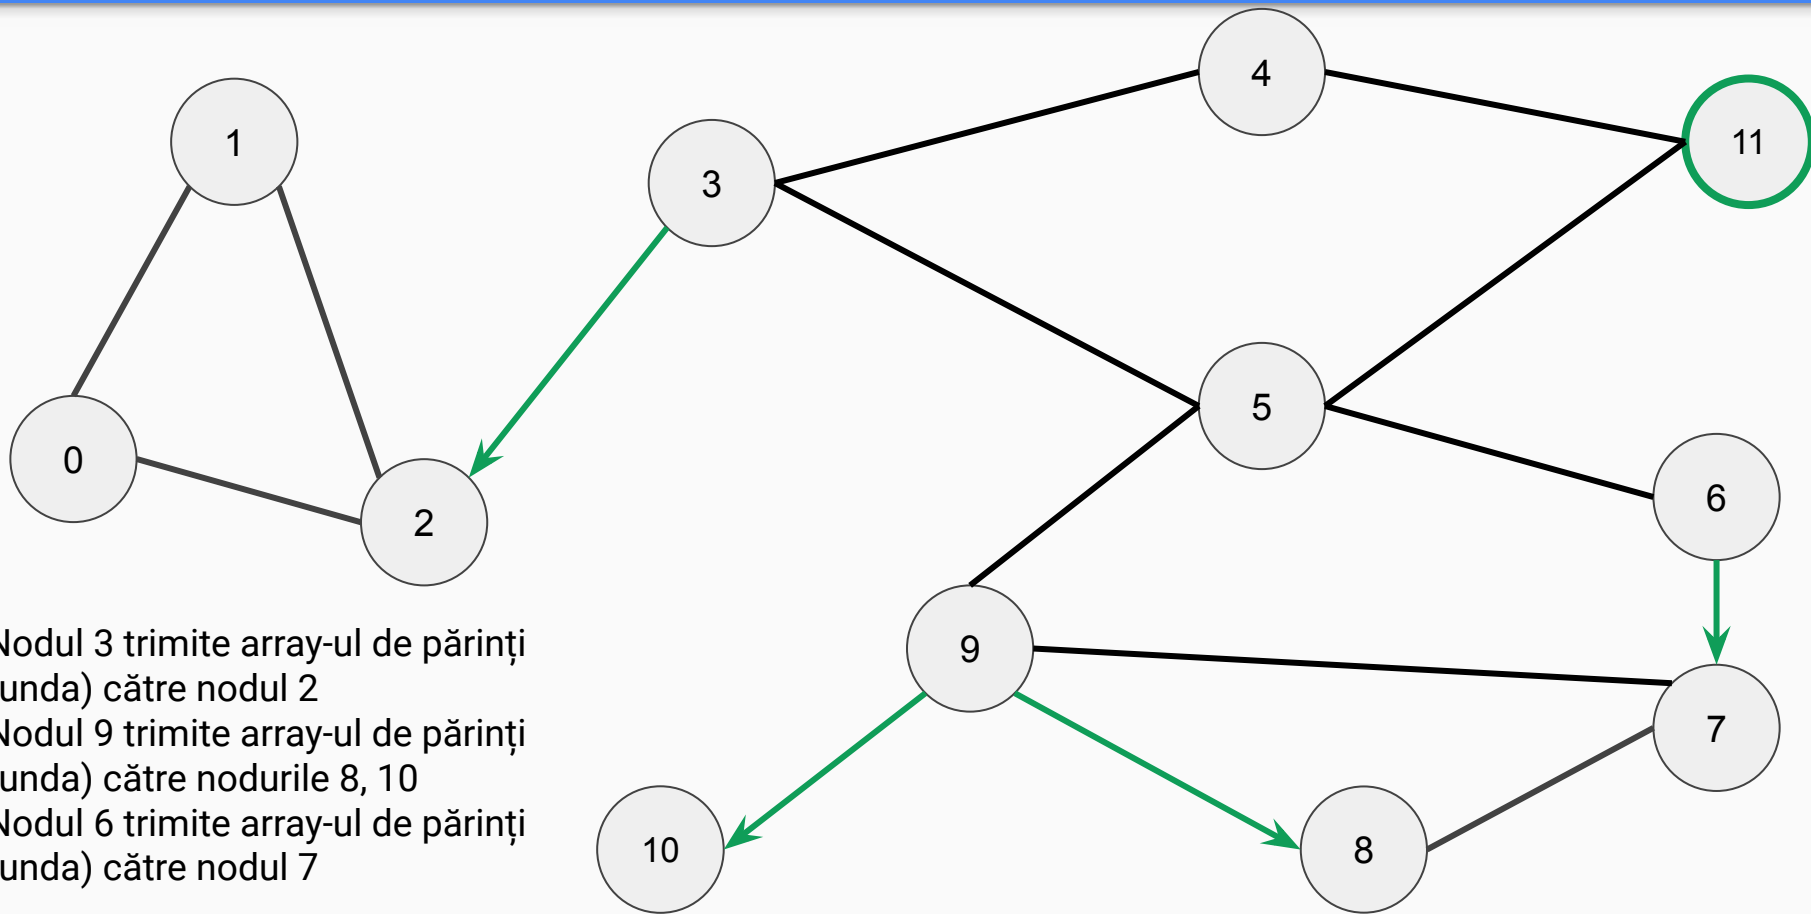 4
1
11
3
5
0
6
2
Nodul 3 trimite array-ul de părinți
unda) către nodul 2
9
Nodul 9 trimite array-ul de părinți
7
unda) către nodurile 8, 10
Nodul 6 trimite array-ul de părinți
10
8
unda) către nodul 7